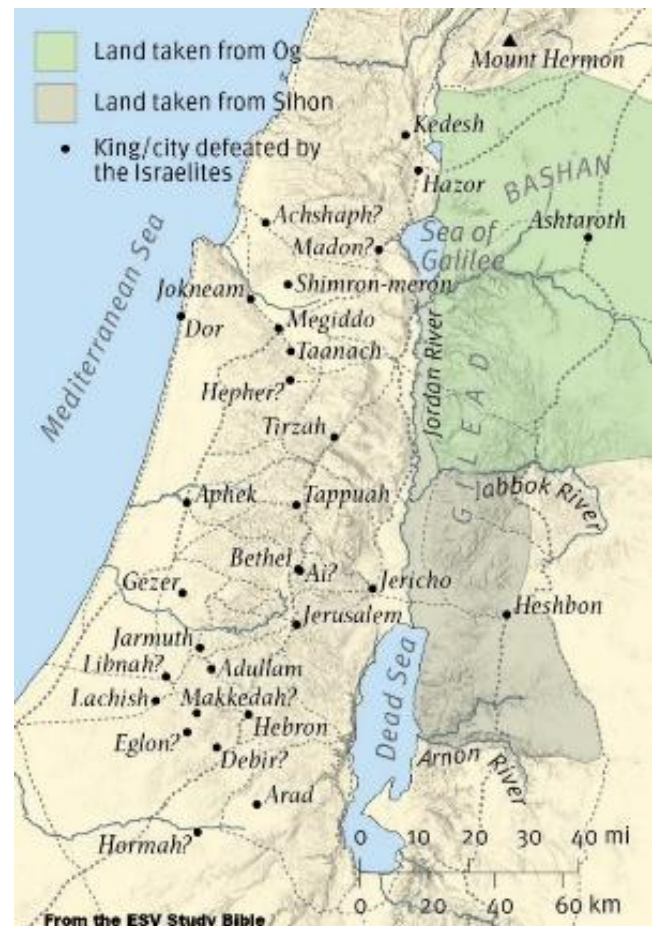 Land taken from Og
Land taken from Sihon
King/city defeated by
the Israelites
Mount Hermon
Kedesh
Hazor
BASHAN
Ashtaroth
Achshaph?
Sea of
Galilee
Madon?
Mediterranean Sea
Shimron-meron
Jokneam
Dor
Megiddo
Taanach
Jordan River
Hepher?
GILEAD
Tirzah
Jabbok River
Aphek
Tappuah
Bethel
Ai?
Gezer
Jericho
Heshbon
Jerusalem
Jarmuth
Libnah?
Adullam
Lachish
Makkedah?
Hebron
Dead Sea
Eglon?
Debir?
Arnon River
Arad
Hormah?
0 10 20 30 40 mi
0 20 40 60 km
From the ESV Study Bible